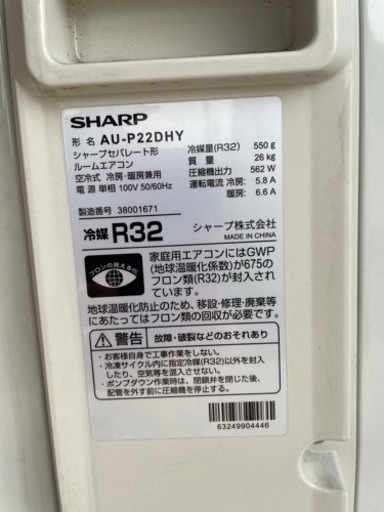 SHARP
形 名 AU-P22DHY
シャープセパレート形
ルームエアコン
空冷式 冷房・暖房兼用
電 源 単相 100V 50/60Hz
冷媒量(R32) 550 g
質 量 26 kg
圧縮機出力 562 W
運転電流 冷房: 5.8 A
暖房: 6.6 A
製造番号 38001671
シャープ株式会社
MADE IN CHINA
冷媒 R32
フロンの見える化
家庭用エアコンにはGWP
(地球温暖化係数)が675の
フロン類(R32)が封入され
ています。
地球温暖化防止のため、移設・修理・廃棄等
にあたってはフロン類の回収が必要です。
警告 故障・破裂などのおそれあり
・お客様自身で工事作業をしない。
・冷凍サイクル内に指定冷媒(R32)以外を封入
したり、空気等を混入させない。
・ポンプダウン作業時は、閉鎖弁を閉じた後、
配管を外す前に圧縮機を停止する。
63249904446